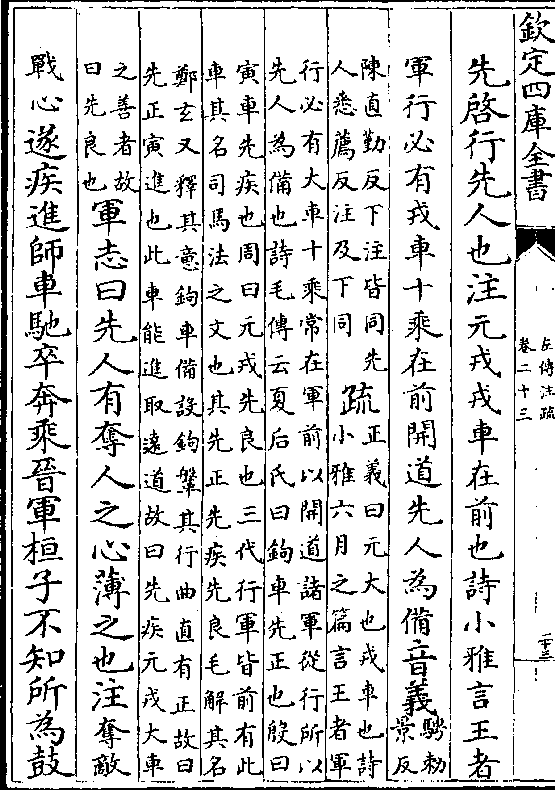 欽定四庫全書
左傳注疏
卷二十三
先啓行先人也注元戎戎車在前也詩小雅言王者
軍行必有戎車十乘在前開道先人為備音義騁敕
景反
陳直勤反下注皆同先
人悉薦反注及下同
疏正義曰元大也戎車也詩
小雅六月之篇言王者軍
行必有大車十乘常在軍前以開道諸軍從行所以
先人為備也詩毛傳云夏后氏曰鉤車先正也殷曰
寅車先疾也周曰元戎先良也三代行軍皆前有此
車其名司馬法之文也其先正先疾先良毛解其名
鄭玄又釋其意鉤車備設鉤鞶其行曲直有正故曰
先正寅進也此車能進取遠道故曰先疾元戎大車
之善者故
曰先良也
軍志曰先人有奪人之心薄之也注奪敵
戰心遂疾進師車馳卒奔乘晉軍桓子不知所為鼓